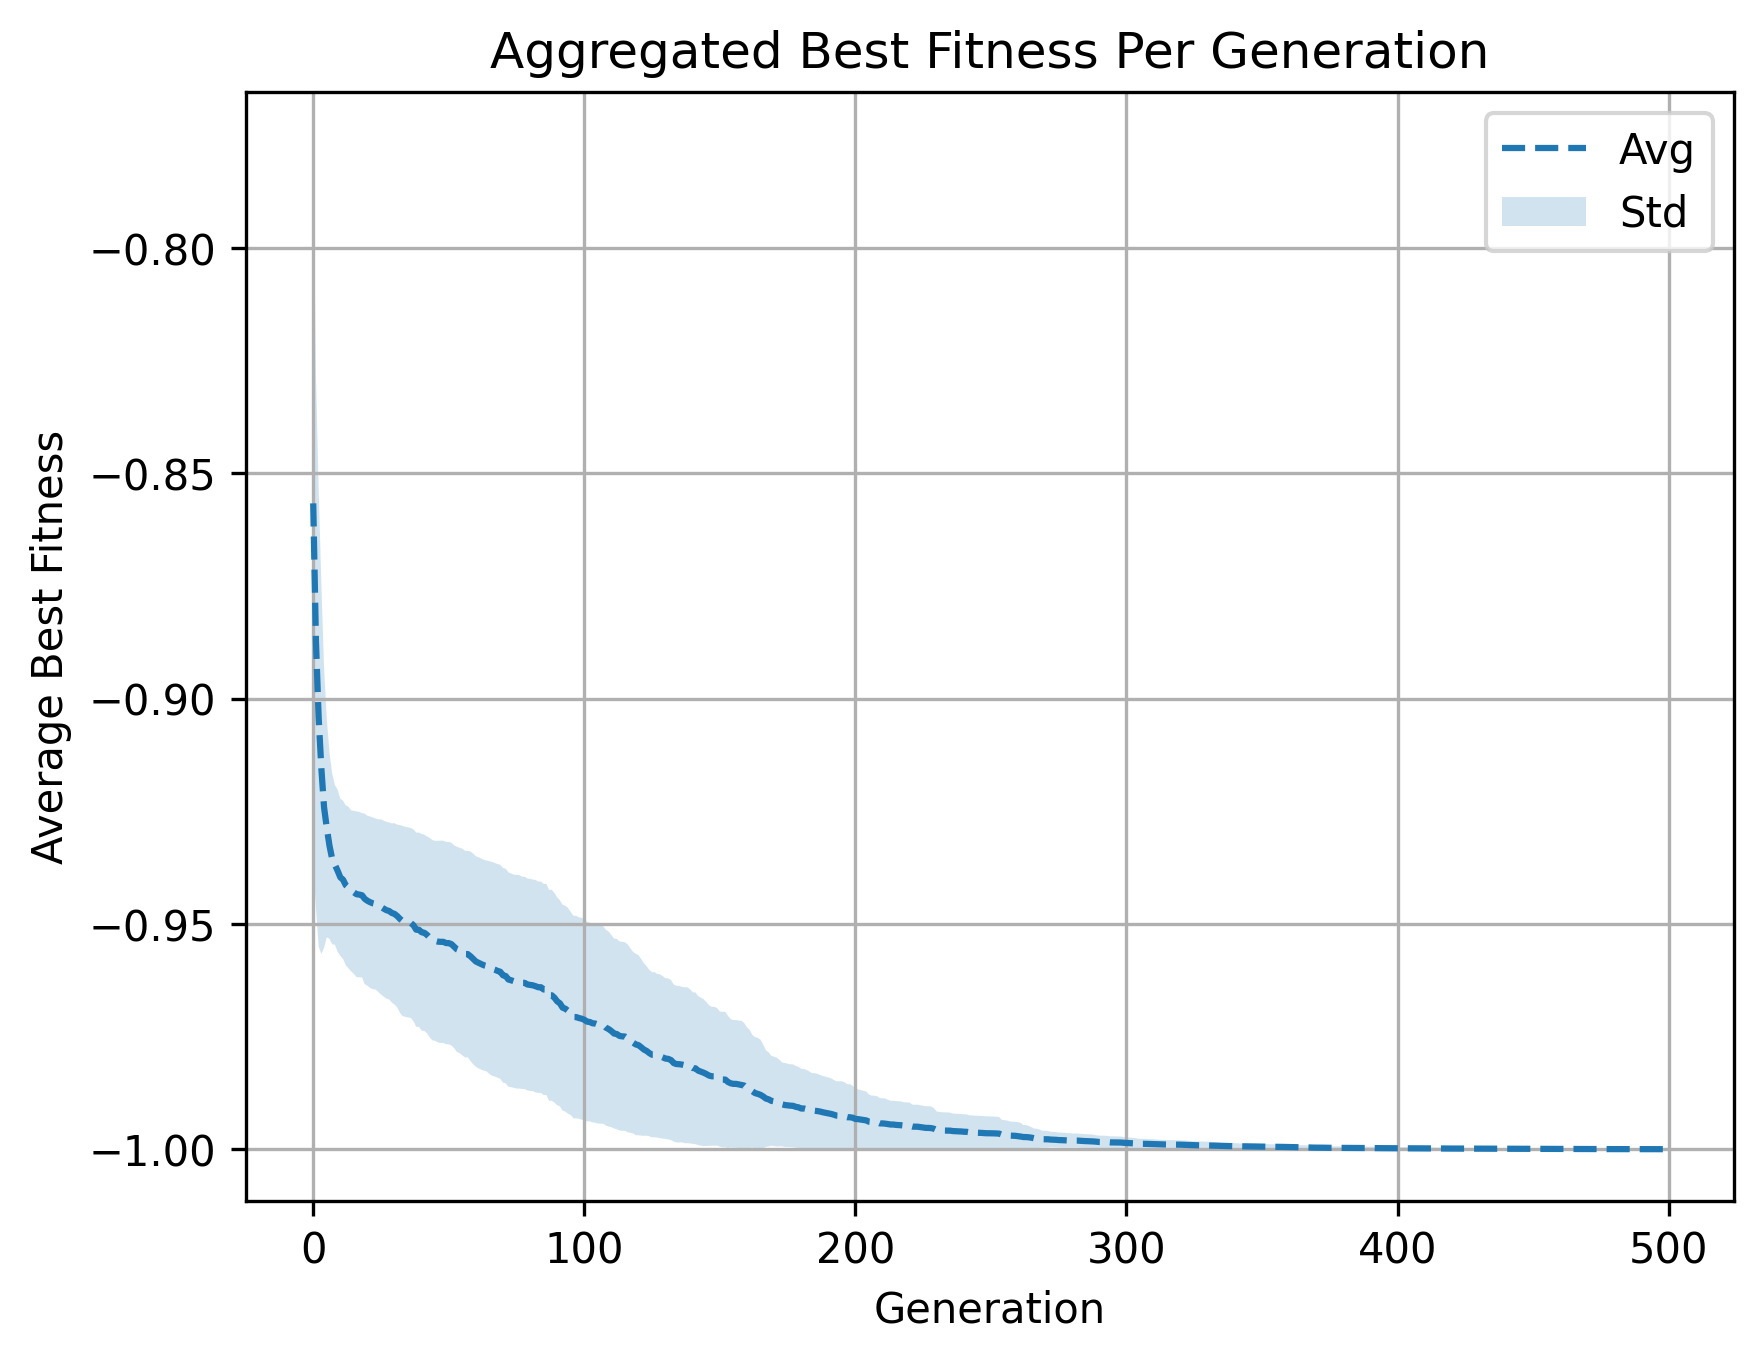 Aggregated Best Fitness Per Generation
Avg
Std
−0.80
−0.85
−0.90
−0.95
−1.00
Average Best Fitness
0 100 200 300 400 500
Generation